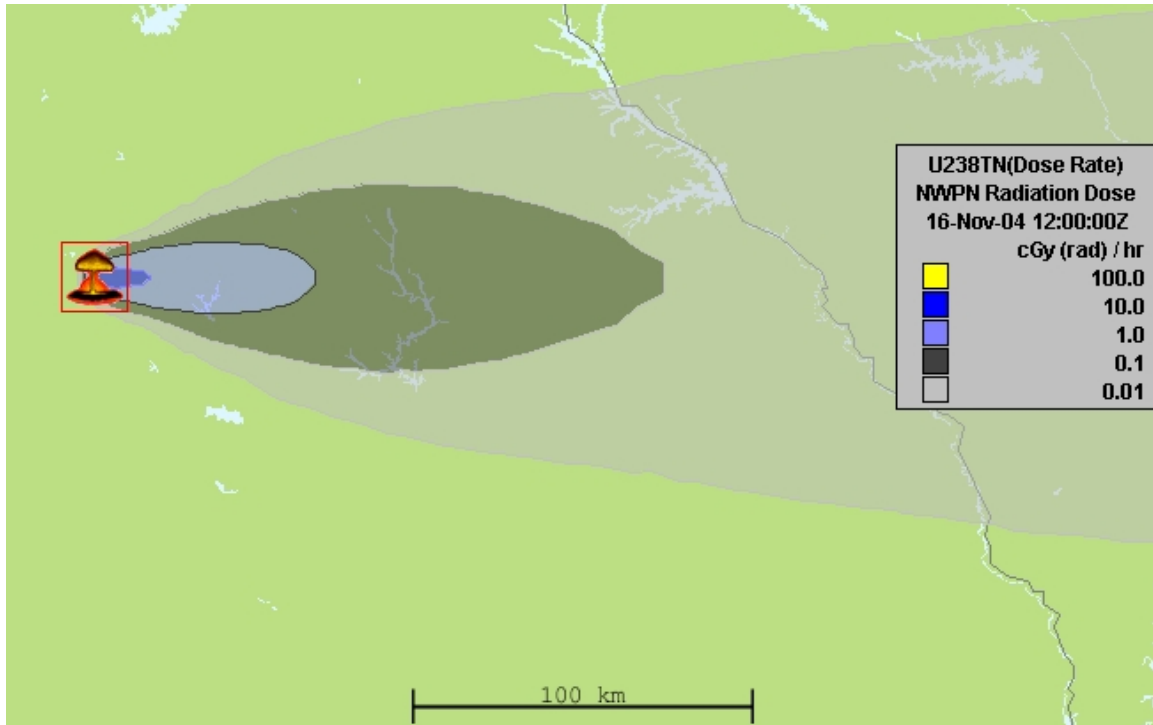 U238TN(Dose Rate)
NWPN Radiation Dose
16-Nov-04 12:00:00Z
cGy (rad) / hr
100.0
10.0
1.0
0.1
0.01
100 km